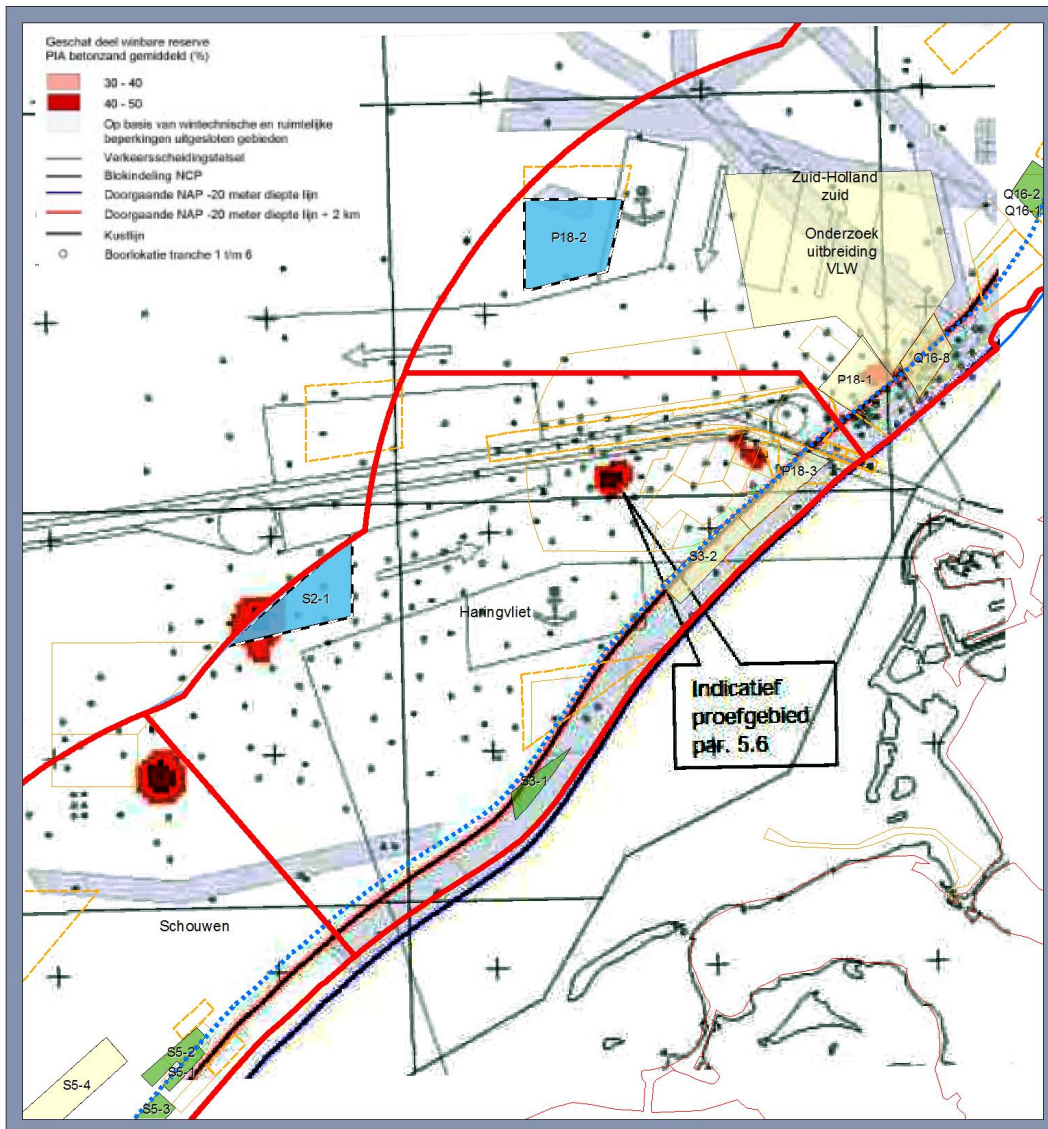 Geschat deel winbare reserve
PIA betonzand gemiddeld (%)
30 - 40
40 - 50
Op basis van wintechnische en ruimtelijke
beperkingen uitgesloten gebieden
Verkeersscheidingstelsel
Blokindeling NCP
Doorgaande NAP -20 meter diepte lijn
Doorgaande NAP -20 meter diepte lijn + 2 km
Kustlijn
Boorlokatie tranche 1 t/m 6
Zuid-Holland
zuid
Onderzoek
uitbreiding
VLW
Q16-2
Q16-1
P18-2
Q16-8
P18-1
P18-3
S3-2
S2-1
Haringvliet
Indicatief
proefgebied
par. 5.6
S3-1
Schouwen
S5-2
S5-1
S5-4
S5-3